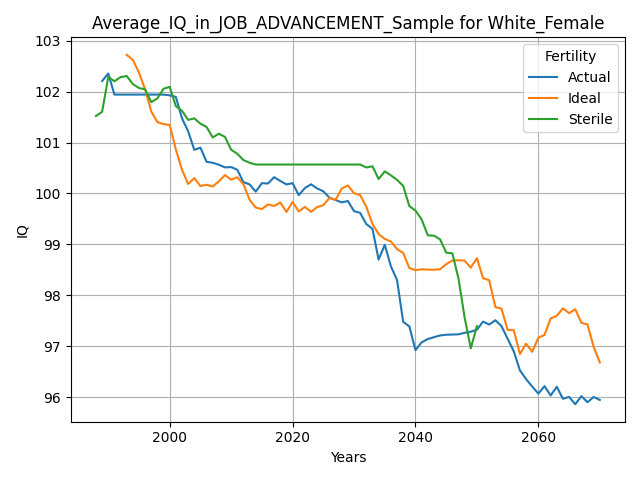 Average_IQ_in_JOB_ADVANCEMENT_Sample for White_Female
103
102
101
100
99
98
97
96
IQ
2000
2020
2040
2060
Years
Fertility
Actual
Ideal
Sterile